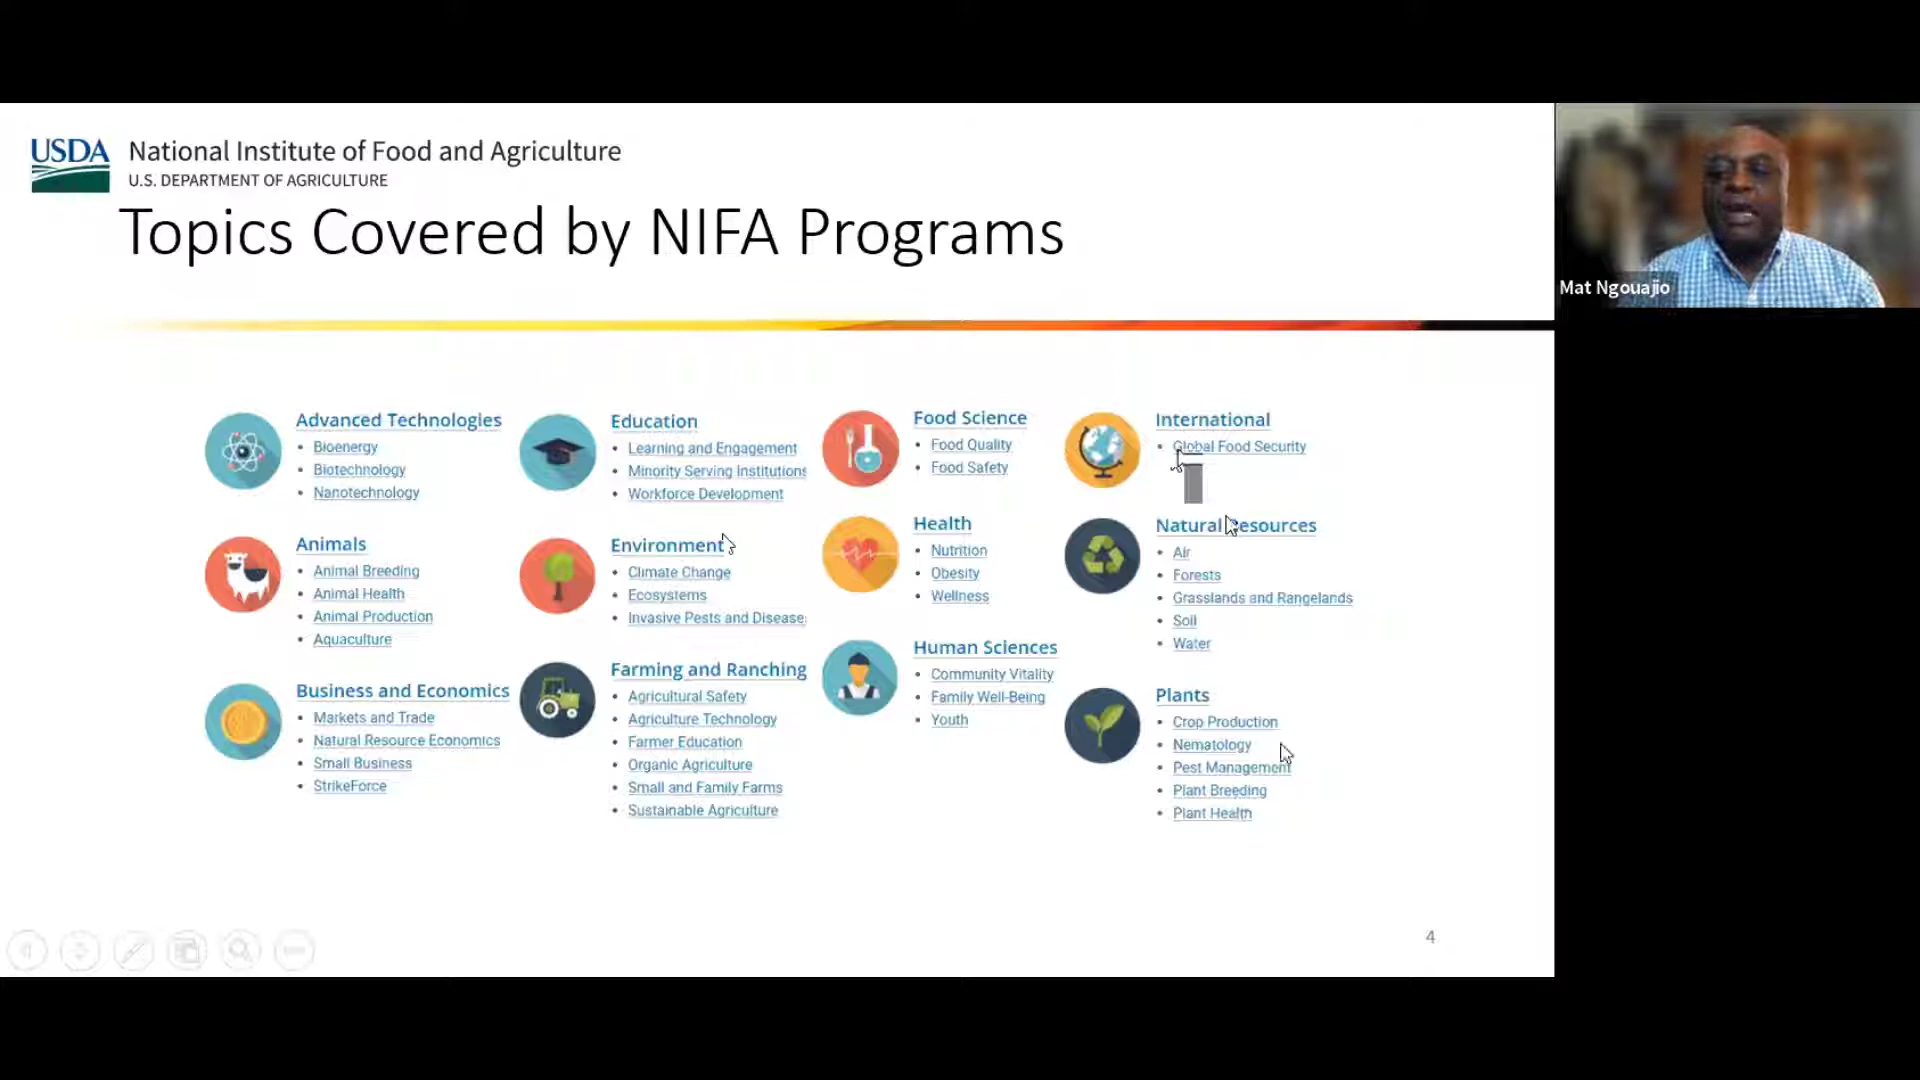 USDA
National Institute of Food and Agriculture
U.S. DEPARTMENT OF AGRICULTURE
Topics Covered by NIFA Programs
Mat Ngouajio
Advanced Technologies
• Bioenergy
• Biotechnology
• Nanotechnology
Animals
• Animal Breeding
• Animal Health
• Animal Production
• Aquaculture
Business and Economics
• Markets and Trade
• Natural Resource Economics
• Small Business
• StrikeForce
Education
• Learning and Engagement
• Minority Serving Institutions
• Workforce Development
Environment
• Climate Change
• Ecosystems
• Invasive Pests and Disease
Farming and Ranching
• Agricultural Safety
• Agriculture Technology
• Farmer Education
• Organic Agriculture
• Small and Family Farms
• Sustainable Agriculture
Food Science
• Food Quality
• Food Safety
Health
• Nutrition
• Obesity
• Wellness
Human Sciences
• Community Vitality
• Family Well-Being
• Youth
International
• Global Food Security
Natural Resources
• Air
• Forests
• Grasslands and Rangelands
• Soil
• Water
Plants
• Crop Production
• Nematology
• Pest Management
• Plant Breeding
• Plant Health
4